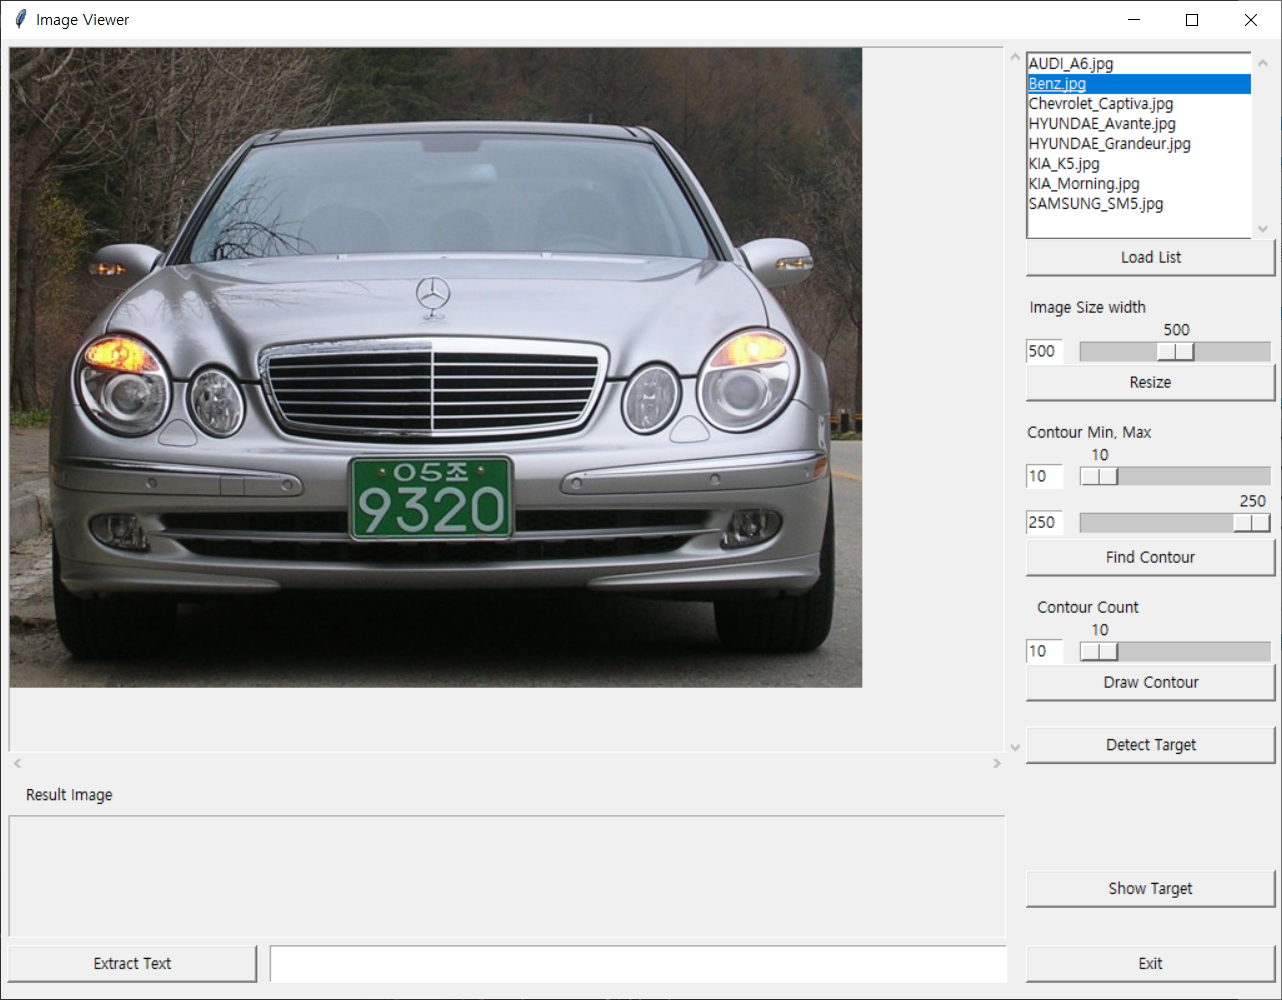 Image Viewer
05조
9320
AUDI_A6.jpg
Benz.jpg
Chevrolet_Captiva.jpg
HYUNDAE_Avante.jpg
HYUNDAE_Grandeur.jpg
KIA_K5.jpg
KIA_Morning.jpg
SAMSUNG_SM5.jpg
Load List
Image Size width
500
500
Resize
Contour Min, Max
10
10
250
250
Find Contour
Contour Count
10
10
Draw Contour
Detect Target
Result Image
Show Target
Extract Text
Exit